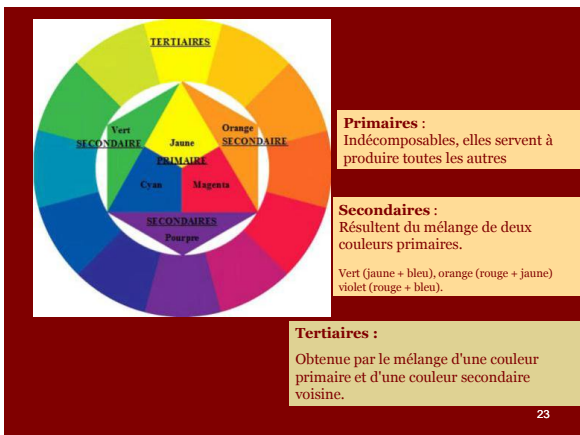 TERTIAIRES
Vert
SECONDAIRE
Orange
SECONDAIRE
Jaune
PRIMAIRE
Cyan
Magenta
SECONDAIRES
Pourpre
Primaires :
Indécomposables, elles servent à
produire toutes les autres
Secondaires :
Résultent du mélange de deux
couleurs primaires.
Vert (jaune + bleu), orange (rouge + jaune)
violet (rouge + bleu).
Tertiaires :
Obtenue par le mélange d'une couleur
primaire et d'une couleur secondaire
voisine.
23